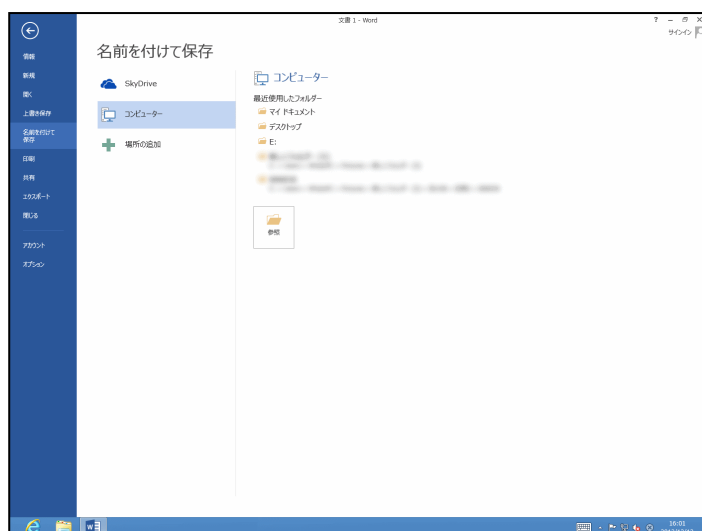 文書 1 - Word
?
サインイン
情報
新規
開く
上書き保存
名前を付けて
保存
印刷
共有
エクスポート
閉じる
アカウント
オプション
名前を付けて保存
SkyDrive
コンピューター
場所の追加
コンピューター
最近使用したフォルダー
マイ ドキュメント
デスクトップ
E:
参照
16:01